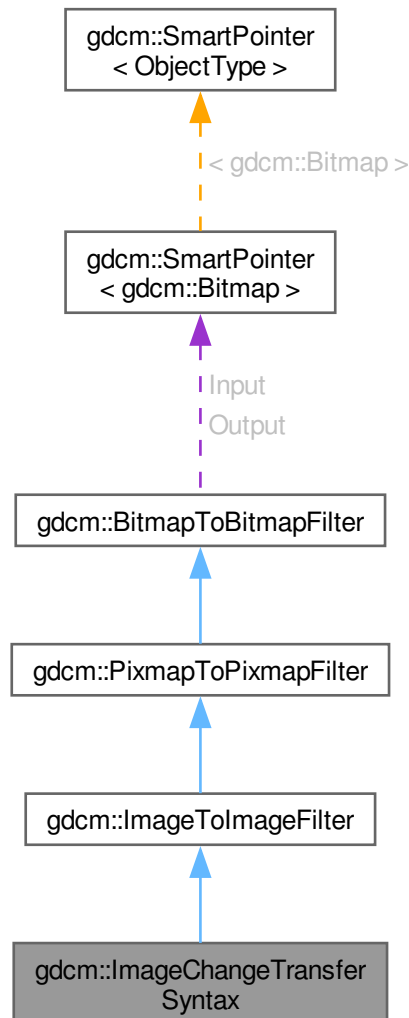 gdcm::SmartPointer
< ObjectType >
< gdcm::Bitmap >
gdcm::SmartPointer
< gdcm::Bitmap >
Input
Output
gdcm::BitmapToBitmapFilter
gdcm::PixmapToPixmapFilter
gdcm::ImageToImageFilter
gdcm::ImageChangeTransfer
Syntax